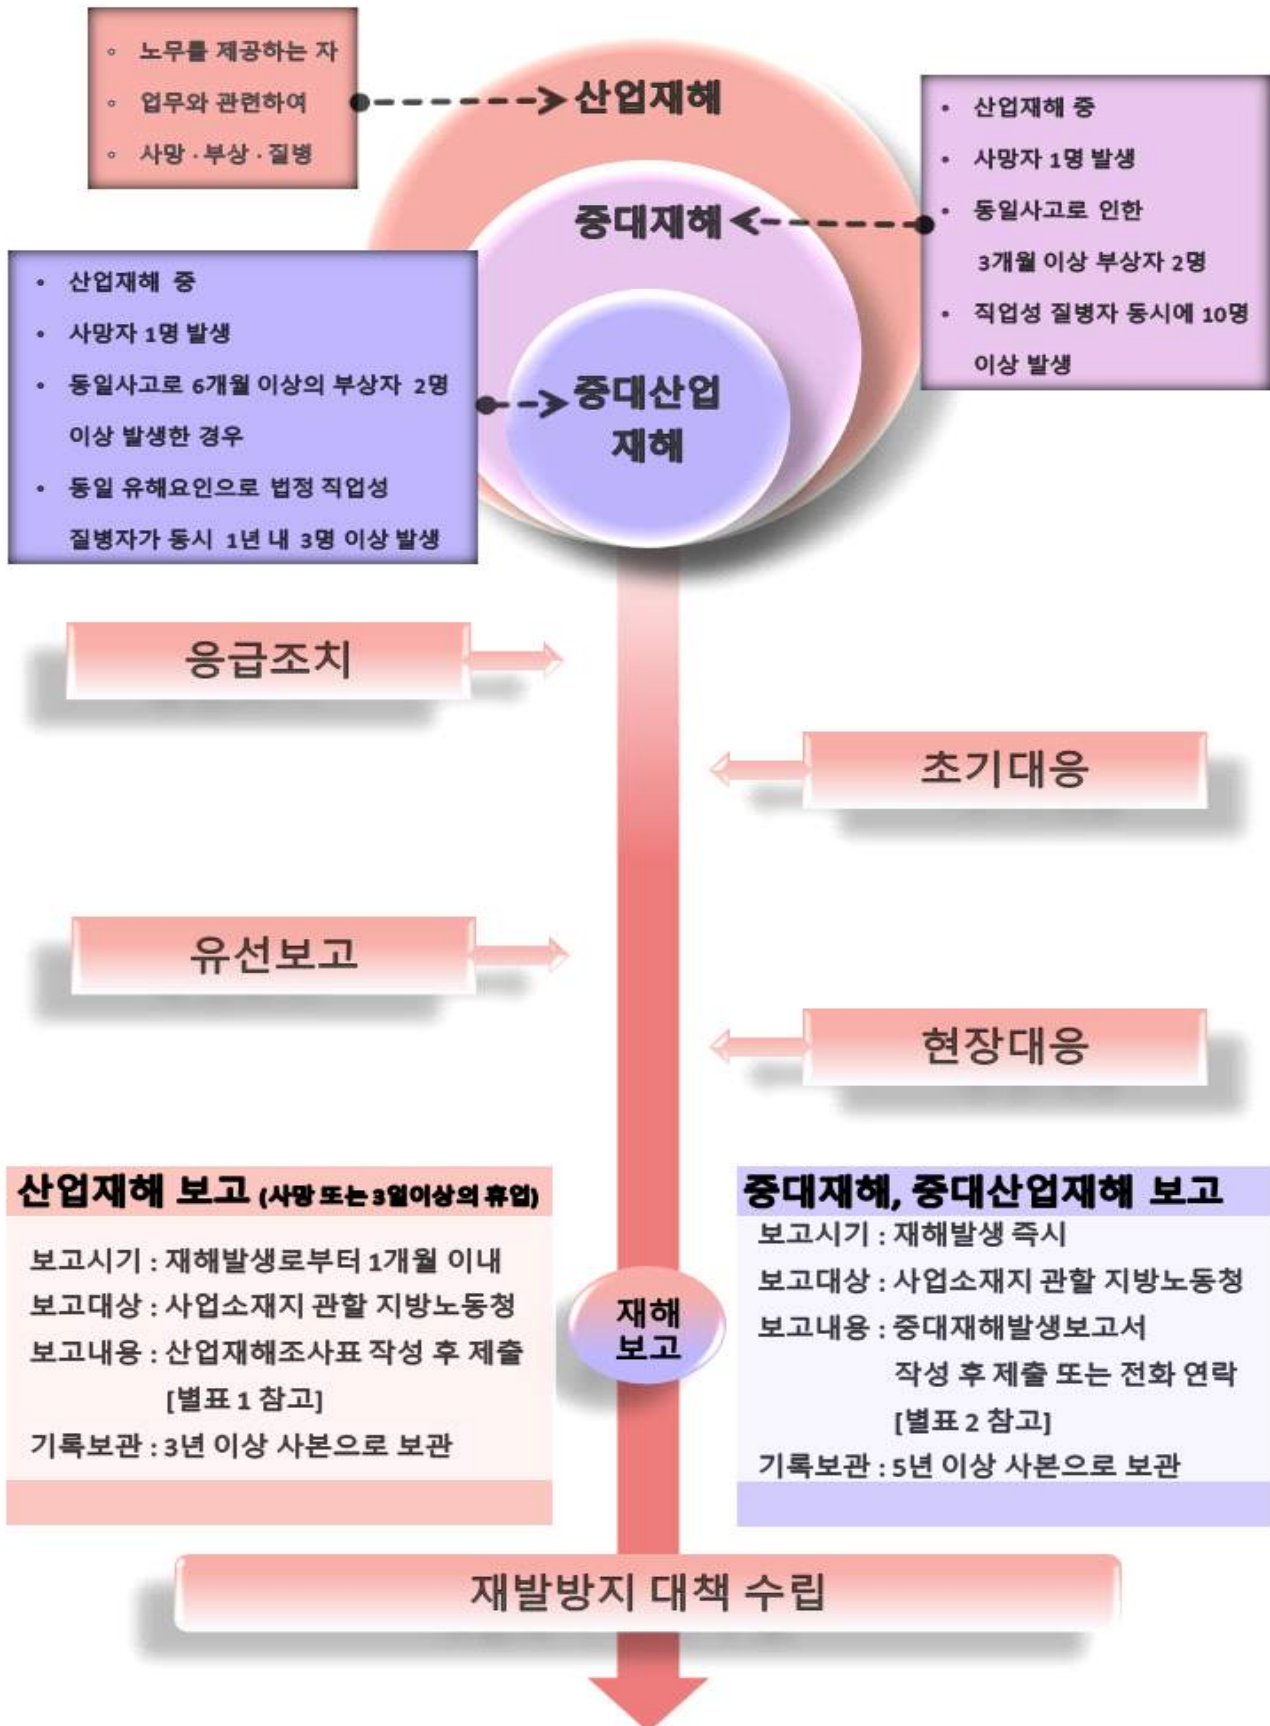 ◦ 노무를 제공하는 자
◦ 업무와 관련하여
◦ 사망 · 부상 · 질병
산업재해
• 산업재해 중
• 사망자 1명 발생
• 동일사고로 인한
3개월 이상 부상자 2명
• 직업성 질병자 동시에 10명
이상 발생
중대재해
• 산업재해 중
• 사망자 1명 발생
• 동일사고로 6개월 이상의 부상자 2명
이상 발생한 경우
• 동일 유해요인으로 법정 직업성
질병자가 동시 1년 내 3명 이상 발생
중대산업
재해
응급조치
초기대응
유선보고
현장대응
산업재해 보고 (사망 또는 3일이상의 휴업)
보고시기 : 재해발생로부터 1개월 이내
보고대상 : 사업소재지 관할 지방노동청
보고내용 : 산업재해조사표 작성 후 제출
[별표 1 참고]
기록보관 : 3년 이상 사본으로 보관
재해
보고
중대재해, 중대산업재해 보고
보고시기 : 재해발생 즉시
보고대상 : 사업소재지 관할 지방노동청
보고내용 : 중대재해발생보고서
작성 후 제출 또는 전화 연락
[별표 2 참고]
기록보관 : 5년 이상 사본으로 보관
재발방지 대책 수립